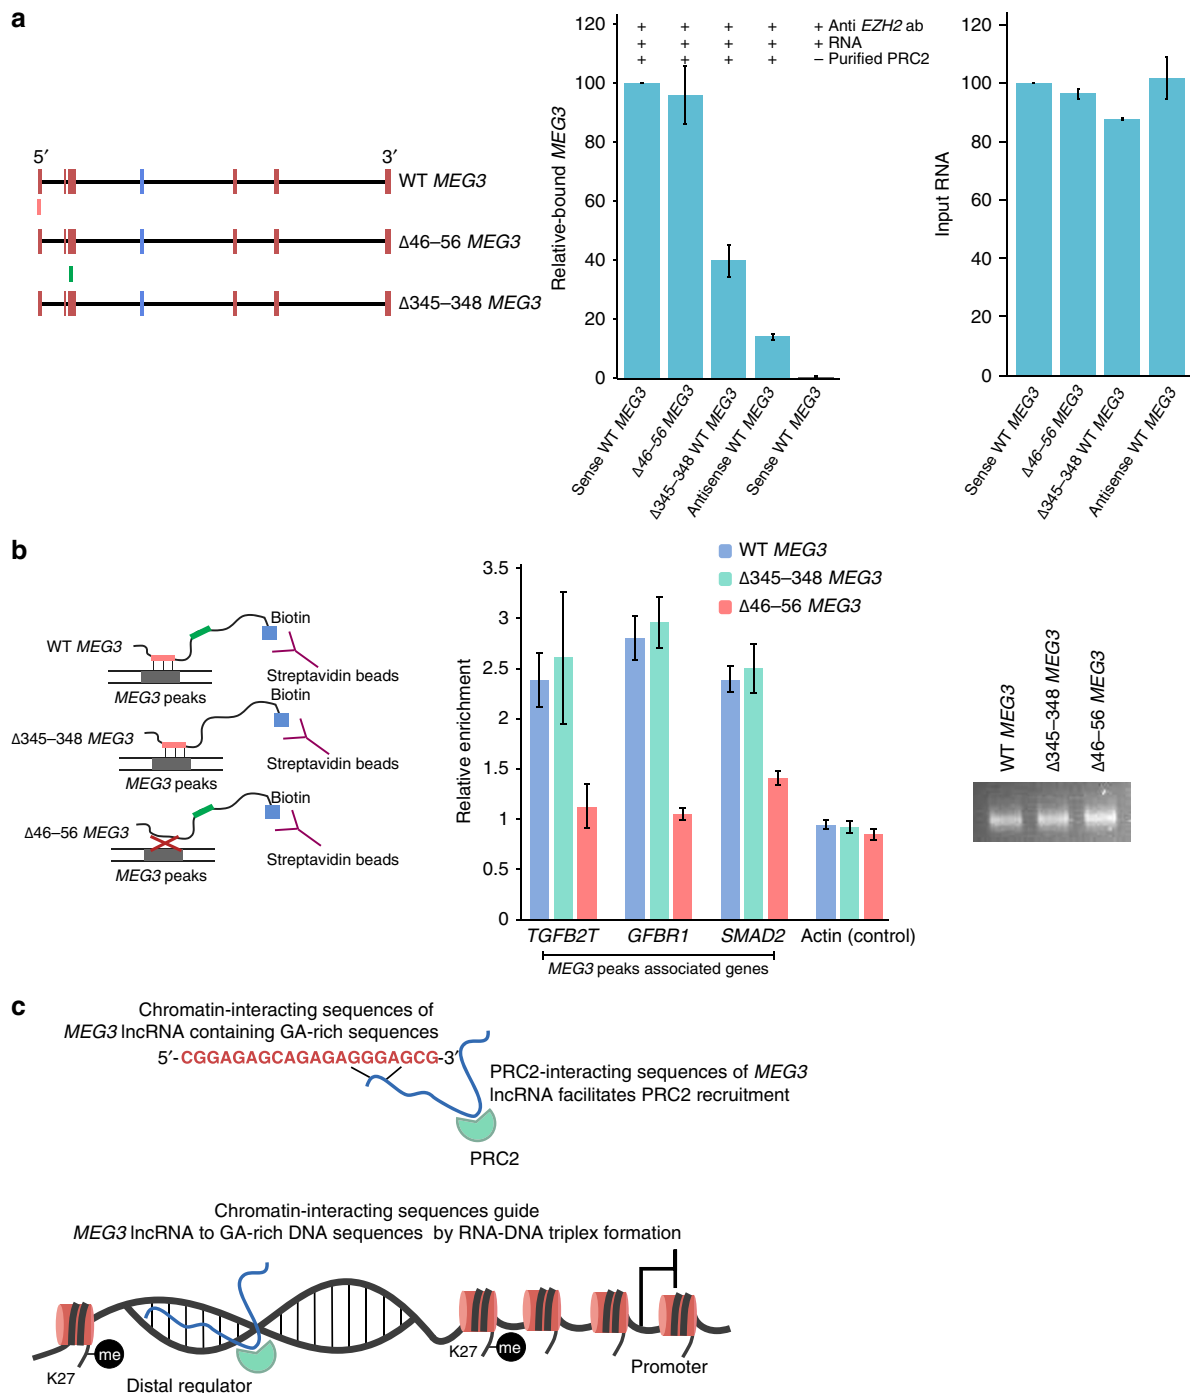 a
5′
3′
WT MEG3
Δ46–56 MEG3
Δ345–348 MEG3
Relative-bound MEG3
120
100
80
60
40
20
0
+ + + + + Anti EZH2 ab
+ + + + + RNA
+ + + + – Purified PRC2
Sense WT MEG3
Δ46–56 MEG3
Δ345–348 WT MEG3
Antisense WT MEG3
Sense WT MEG3
Input RNA
120
100
80
60
40
20
0
Sense WT MEG3
Δ46–56 MEG3
Δ345–348 WT MEG3
Antisense WT MEG3
b
WT MEG3
Biotin
Streptavidin beads
MEG3 peaks
Δ345–348 MEG3
Biotin
Streptavidin beads
MEG3 peaks
Δ46–56 MEG3
Biotin
Streptavidin beads
MEG3 peaks
WT MEG3
Δ345–348 MEG3
Δ46–56 MEG3
Relative enrichment
3.5
3
2.5
2
1.5
1
0.5
0
TGFB2T GFBR1 SMAD2 Actin (control)
MEG3 peaks associated genes
WT MEG3
Δ345–348 MEG3
Δ46–56 MEG3
c
Chromatin-interacting sequences of
MEG3 lncRNA containing GA-rich sequences
5′-CGGAGAGCAGAGAGGGAGCG-3′
PRC2-interacting sequences of MEG3
lncRNA facilitates PRC2 recruitment
PRC2
Chromatin-interacting sequences guide
MEG3 lncRNA to GA-rich DNA sequences by RNA-DNA triplex formation
K27
me
Distal regulator
K27
me
Promoter